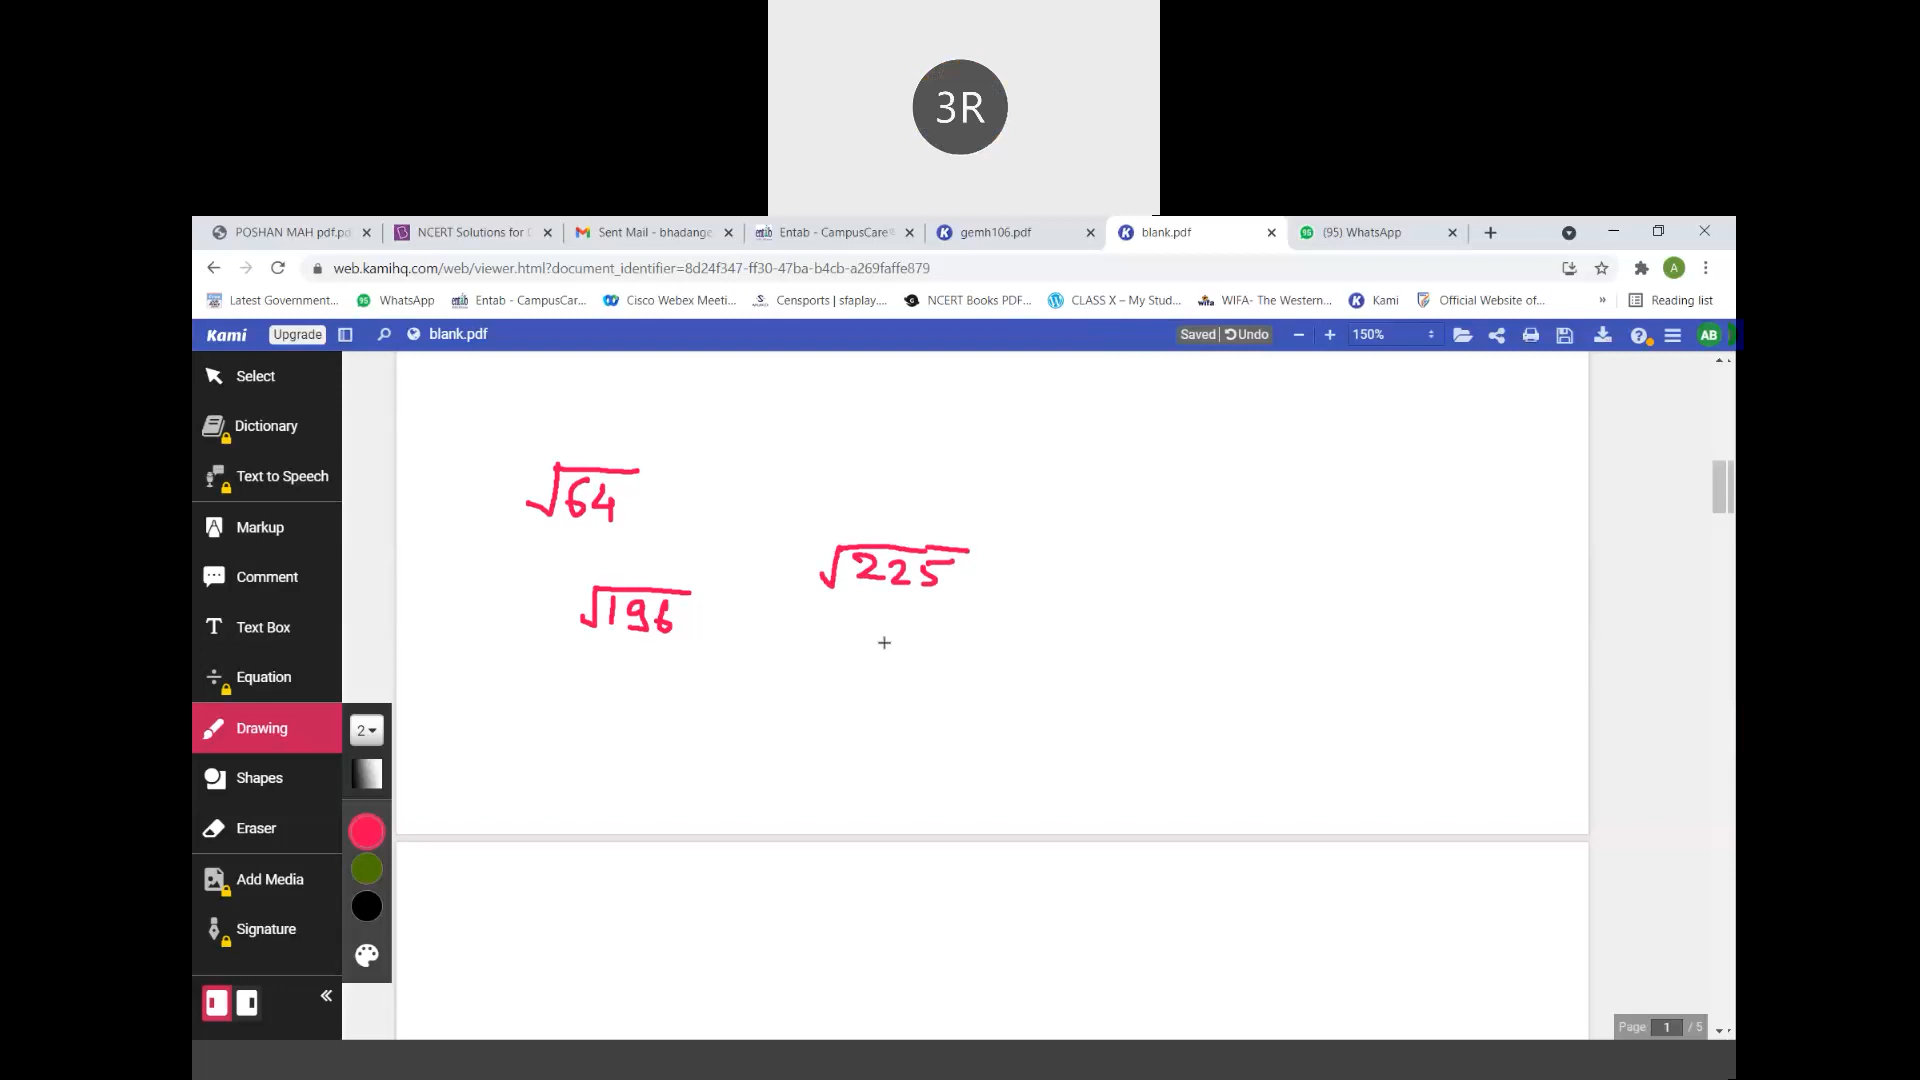 3R
POSHAN MAH pdf.pd
NCERT Solutions for
Sent Mail - bhadange
Entab - CampusCare
gemh106.pdf
blank.pdf
(95) WhatsApp
web.kamihq.com/web/viewer.html?document_identifier=8d24f347-ff30-47ba-b4cb-a269faffe879
A
Latest Government...
WhatsApp
Entab - CampusCar...
Cisco Webex Meeti...
Censports | sfaplay....
NCERT Books PDF...
CLASS X – My Stud...
WIFA- The Western...
Kami
Official Website of...
»
Reading list
Kami
Upgrade
blank.pdf
Saved | Undo
150%
AB
Select
Dictionary
Text to Speech
Markup
Comment
Text Box
Equation
Drawing
Shapes
Eraser
Add Media
Signature
2
√64
√225
√196
Page 1 / 5